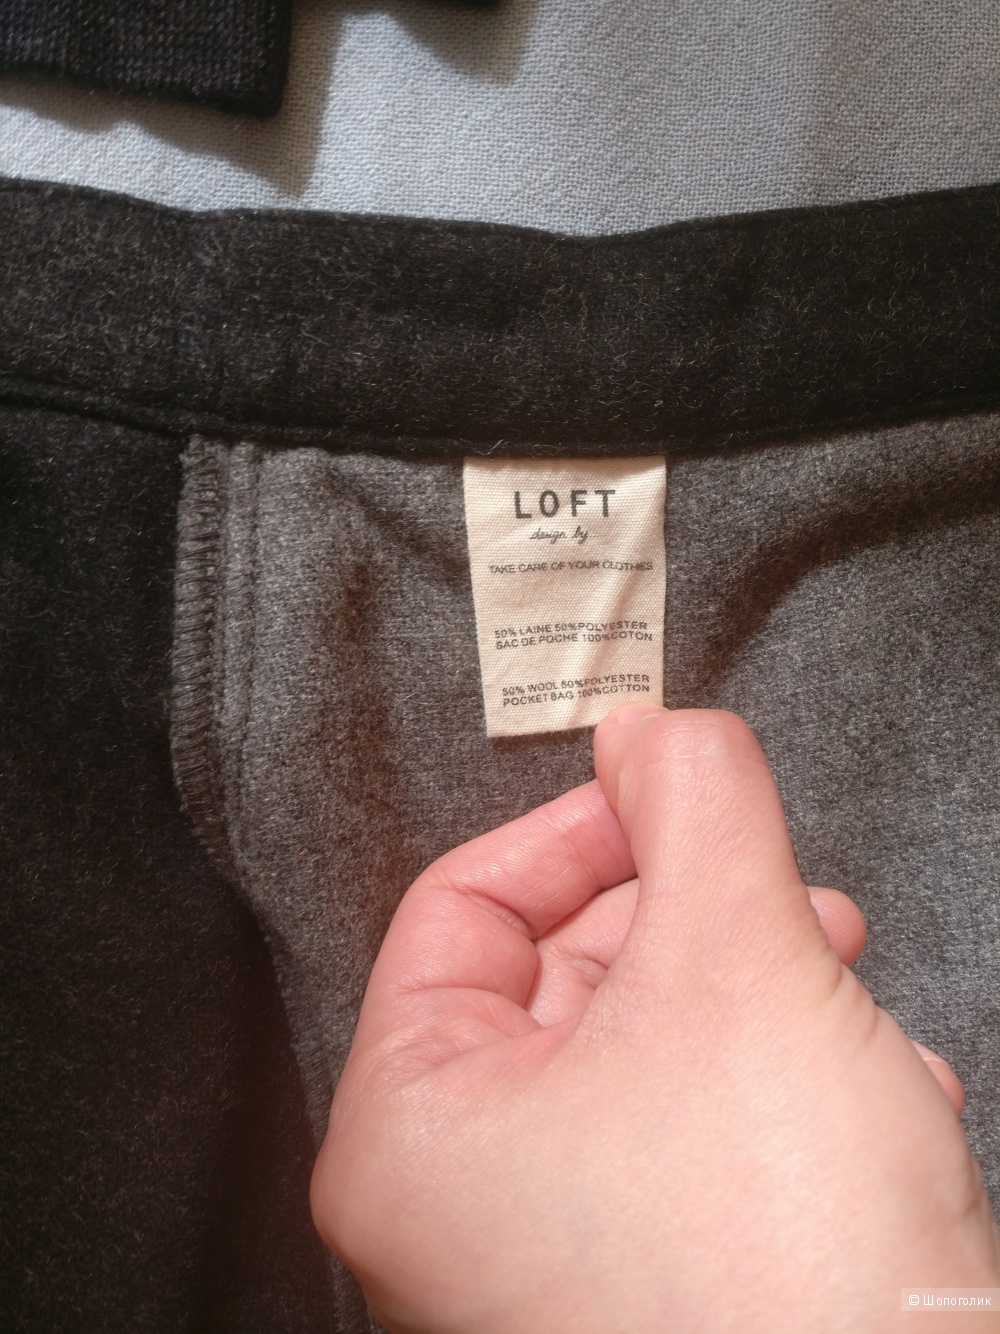 LOFT
design by
TAKE CARE OF YOUR CLOTHES
50% LAINE 50%POLYESTER
BAC DE POCHE 100%COTON
50% WOOL 50%POLYESTER
POCKET BAG 100%COTTON
© Шопоголик